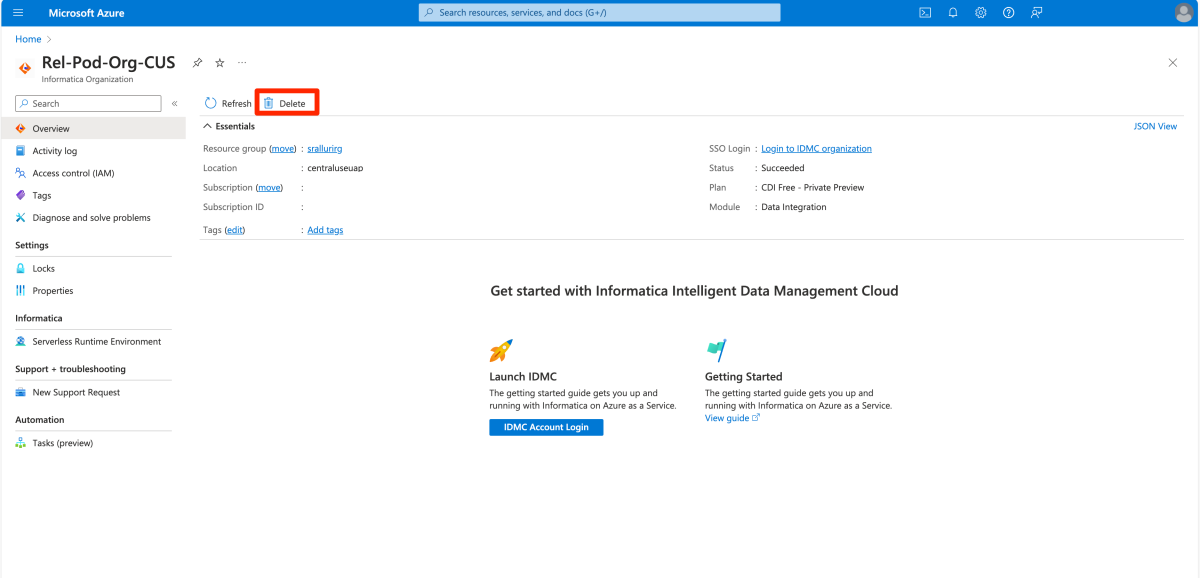 Microsoft Azure
Search resources, services, and docs (G+/)
Home >
Rel-Pod-Org-CUS
Informatica Organization
Search
Overview
Activity log
Access control (IAM)
Tags
Diagnose and solve problems
Settings
Locks
Properties
Informatica
Serverless Runtime Environment
Support + troubleshooting
New Support Request
Automation
Tasks (preview)
Refresh
Delete
Essentials
JSON View
Resource group (move) : srallurirg
Location : centraluseuap
Subscription (move) :
Subscription ID :
Tags (edit) : Add tags
SSO Login : Login to IDMC organization
Status : Succeeded
Plan : CDI Free - Private Preview
Module : Data Integration
Get started with Informatica Intelligent Data Management Cloud
Launch IDMC
The getting started guide gets you up and
running with Informatica on Azure as a Service.
IDMC Account Login
Getting Started
The getting started guide gets you up and
running with Informatica on Azure as a Service.
View guide